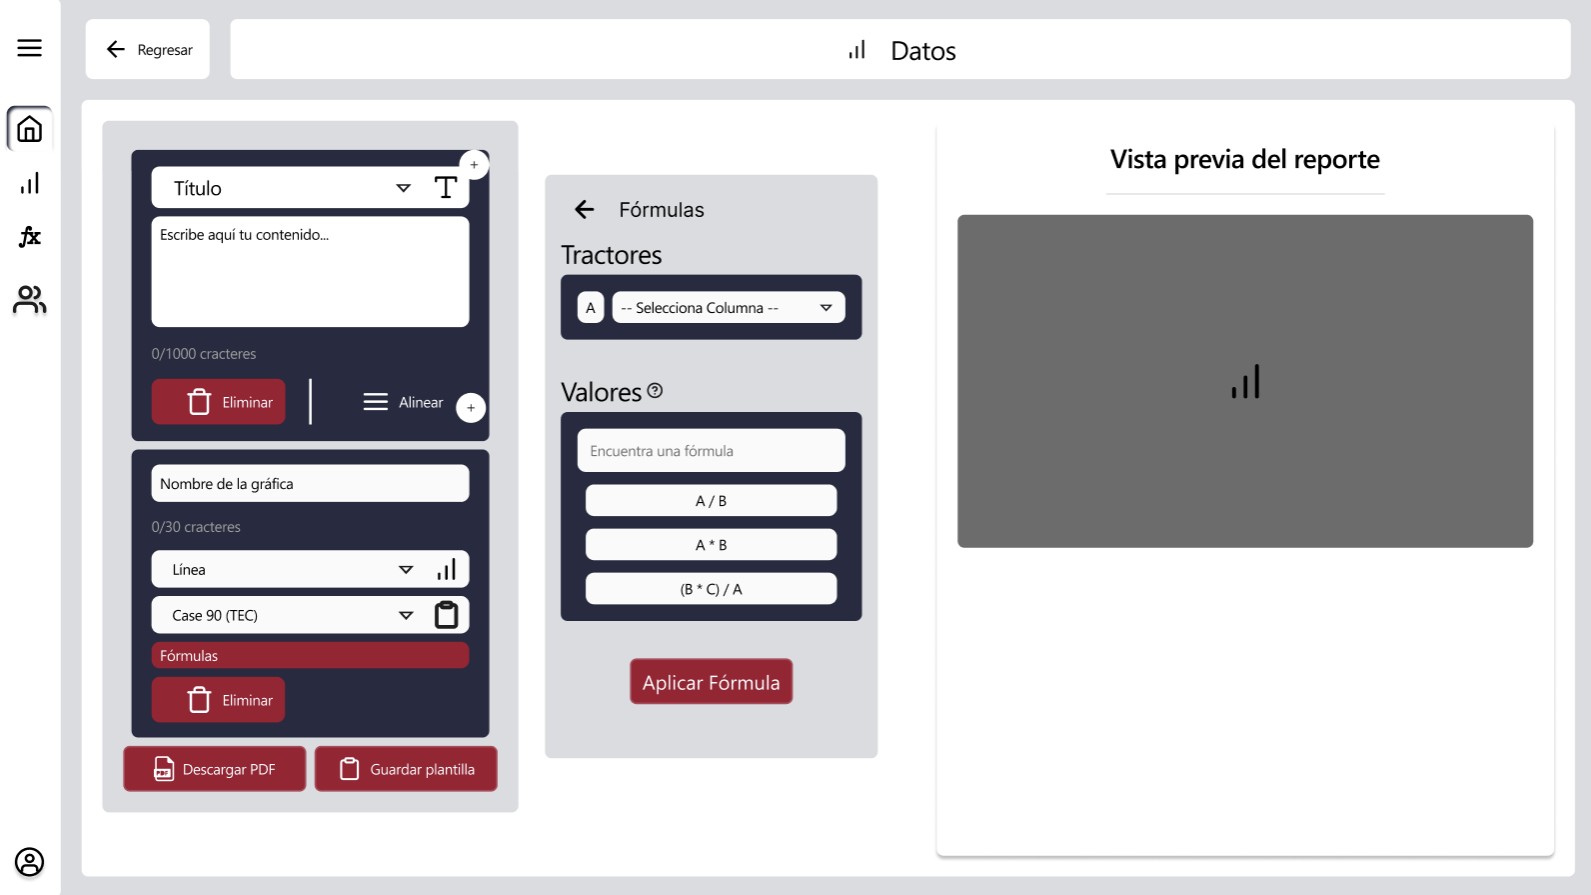 Regresar
Datos
Título
Escribe aquí tu contenido...
0/1000 cracteres
Eliminar
Alinear
Nombre de la gráfica
0/30 cracteres
Línea
Case 90 (TEC)
Fórmulas
Eliminar
Descargar PDF
Guardar plantilla
Fórmulas
Tractores
A
-- Selecciona Columna --
Valores
Encuentra una fórmula
A / B
A * B
(B * C) / A
Aplicar Fórmula
Vista previa del reporte